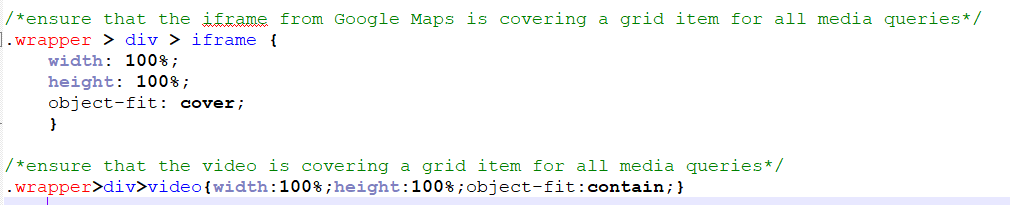 /*ensure that the iframe from Google Maps is covering a grid item for all media queries*/
.wrapper > div > iframe {
    width: 100%;
    height: 100%;
    object-fit: cover;
    }
/*ensure that the video is covering a grid item for all media queries*/
.wrapper>div>video{width:100%;height:100%;object-fit:contain;}